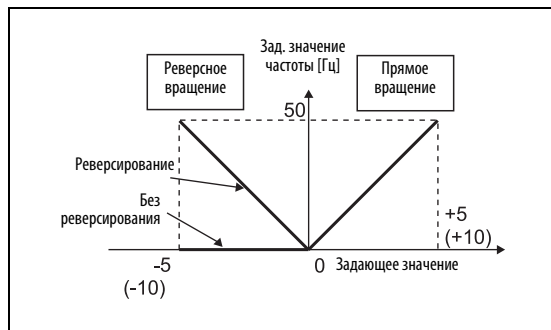 Зад. значение
частоты [Гц]
Реверсное
вращение
Прямое
вращение
50
Реверсирование
Без
реверсирования
+5
(+10)
-5
(-10)
0
Задающее значение